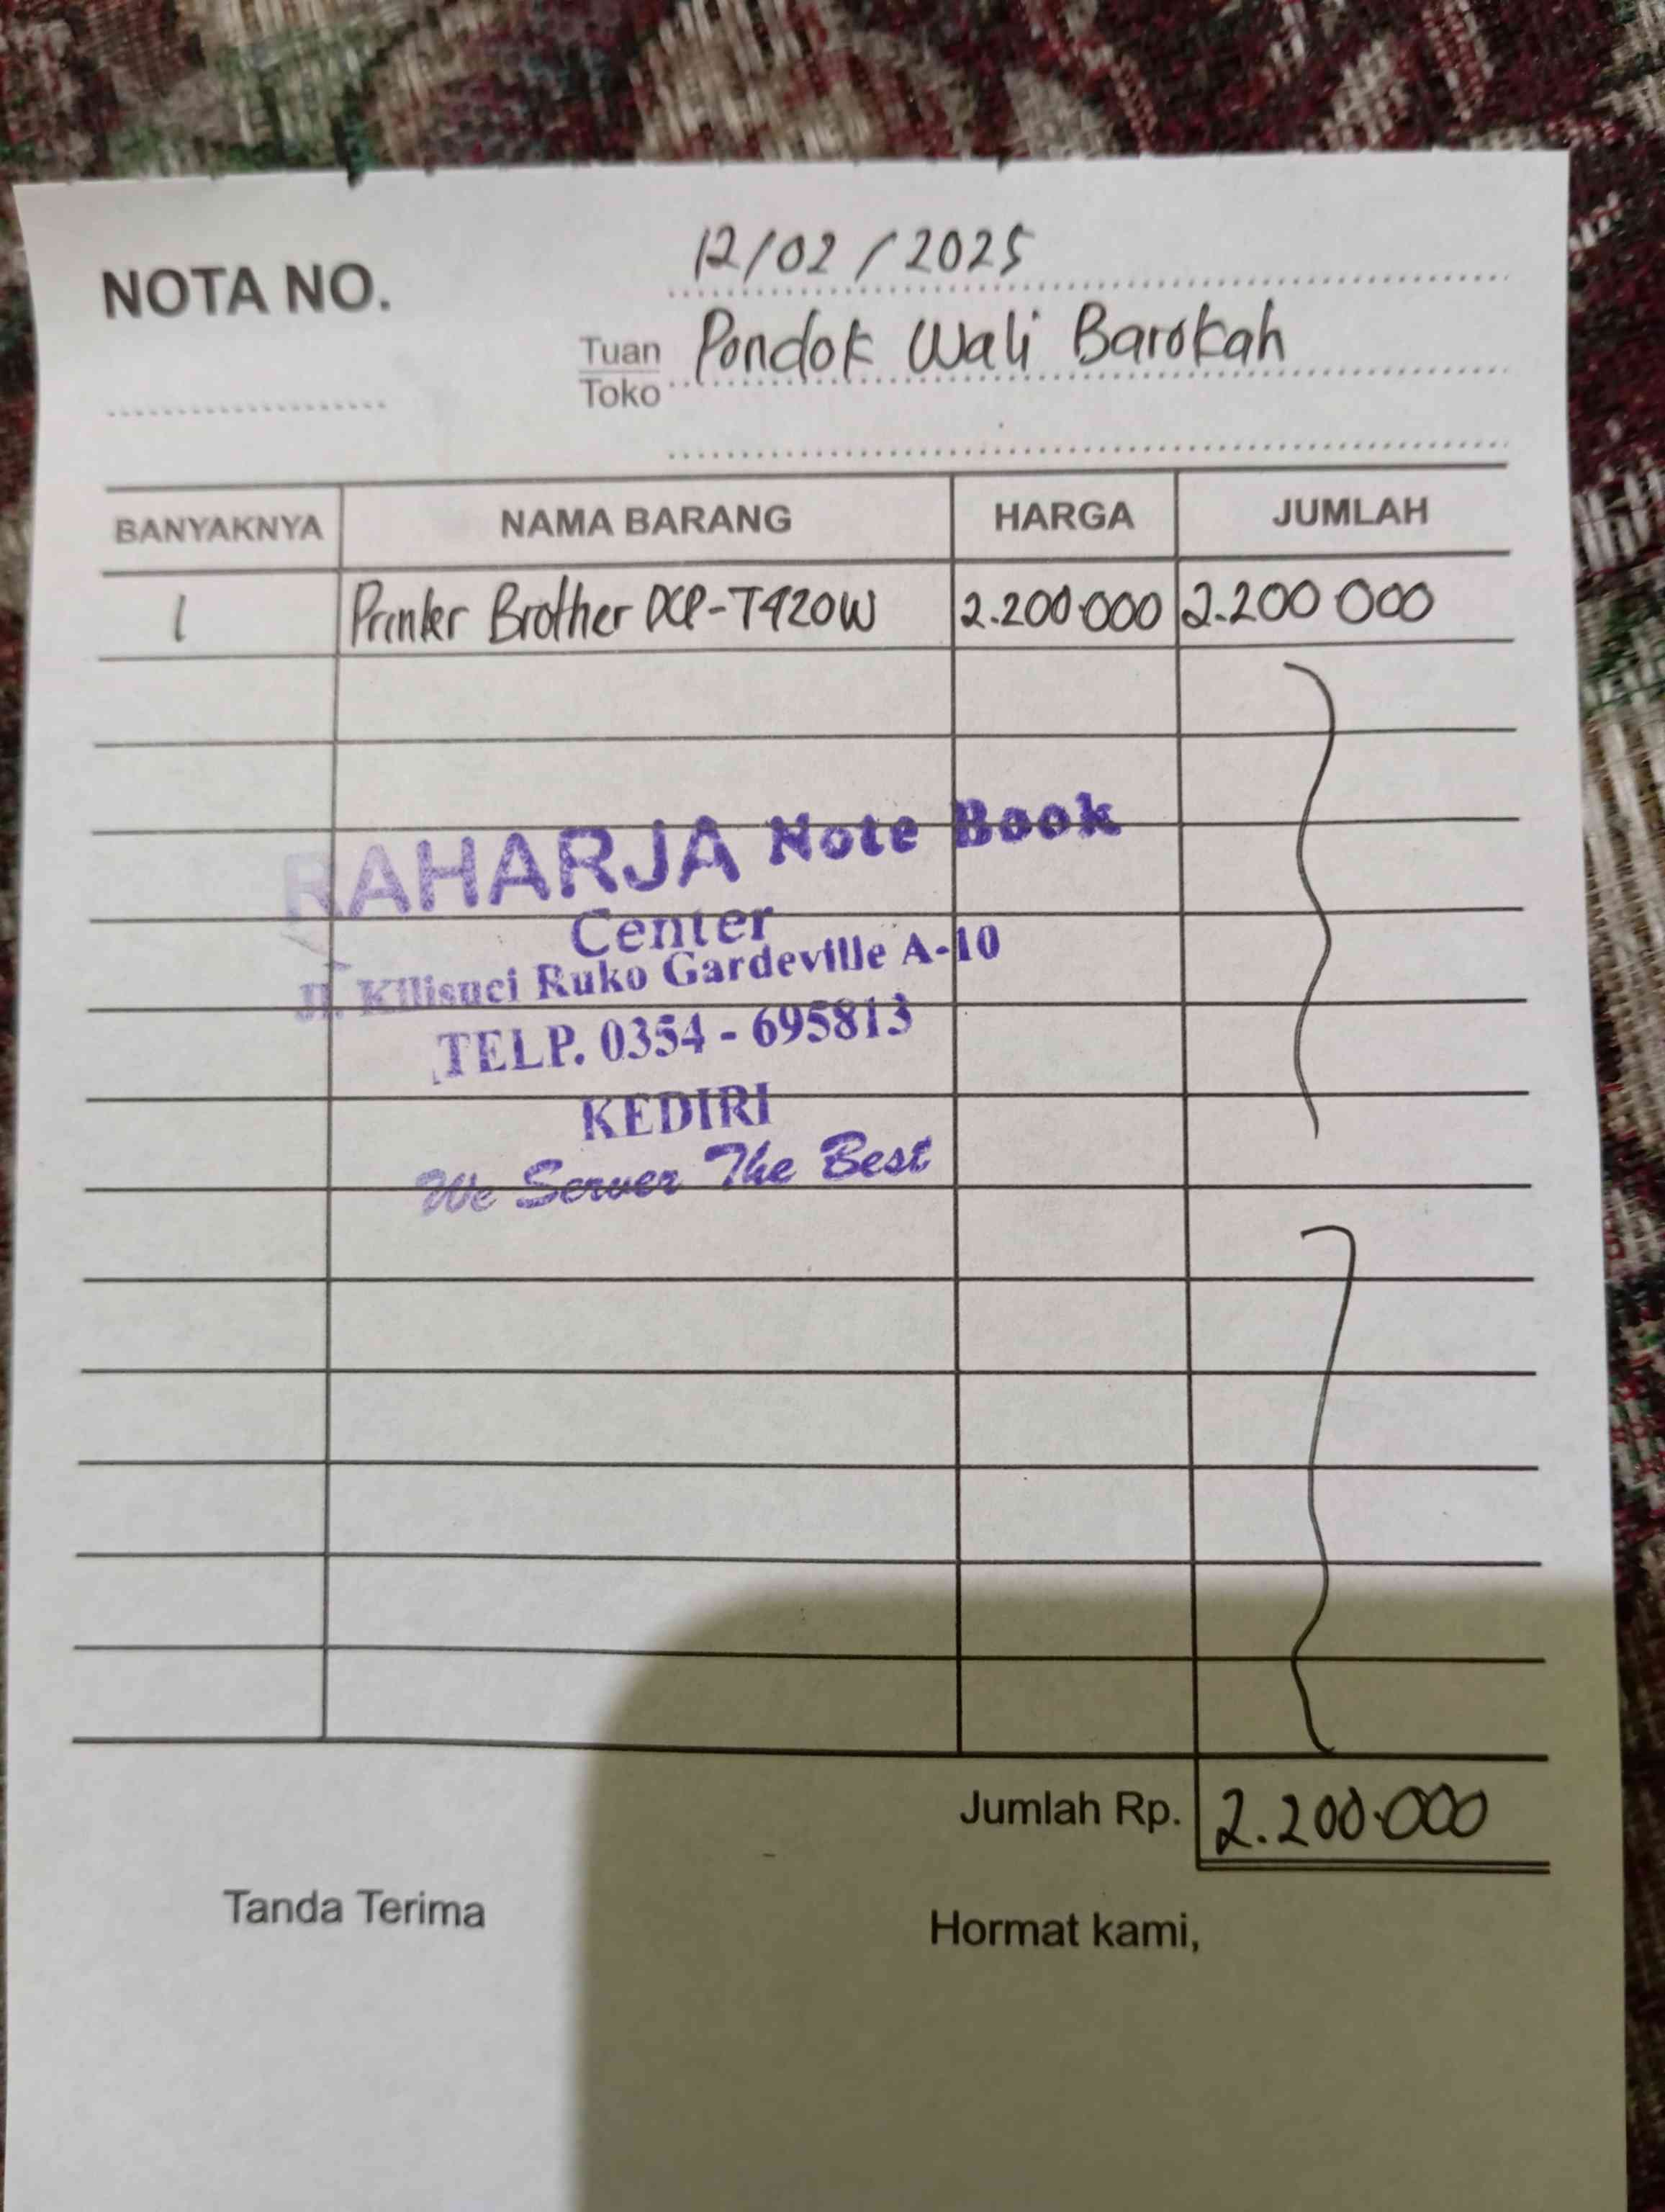 12/02/2025
NOTA NO.
Tuan
Toko
Pondok Wali Barokah
BANYAKNYA NAMA BARANG HARGA JUMLAH
1 Printer Brother DCP-T420W 2.200.000 2.200 000
RAHARJA Note Book
Center
Jl. Kilisuci Ruko Gardeville A-10
TELP. 0354 - 695813
KEDIRI
We Server The Best
Jumlah Rp. 2.200.000
Tanda Terima Hormat kami,